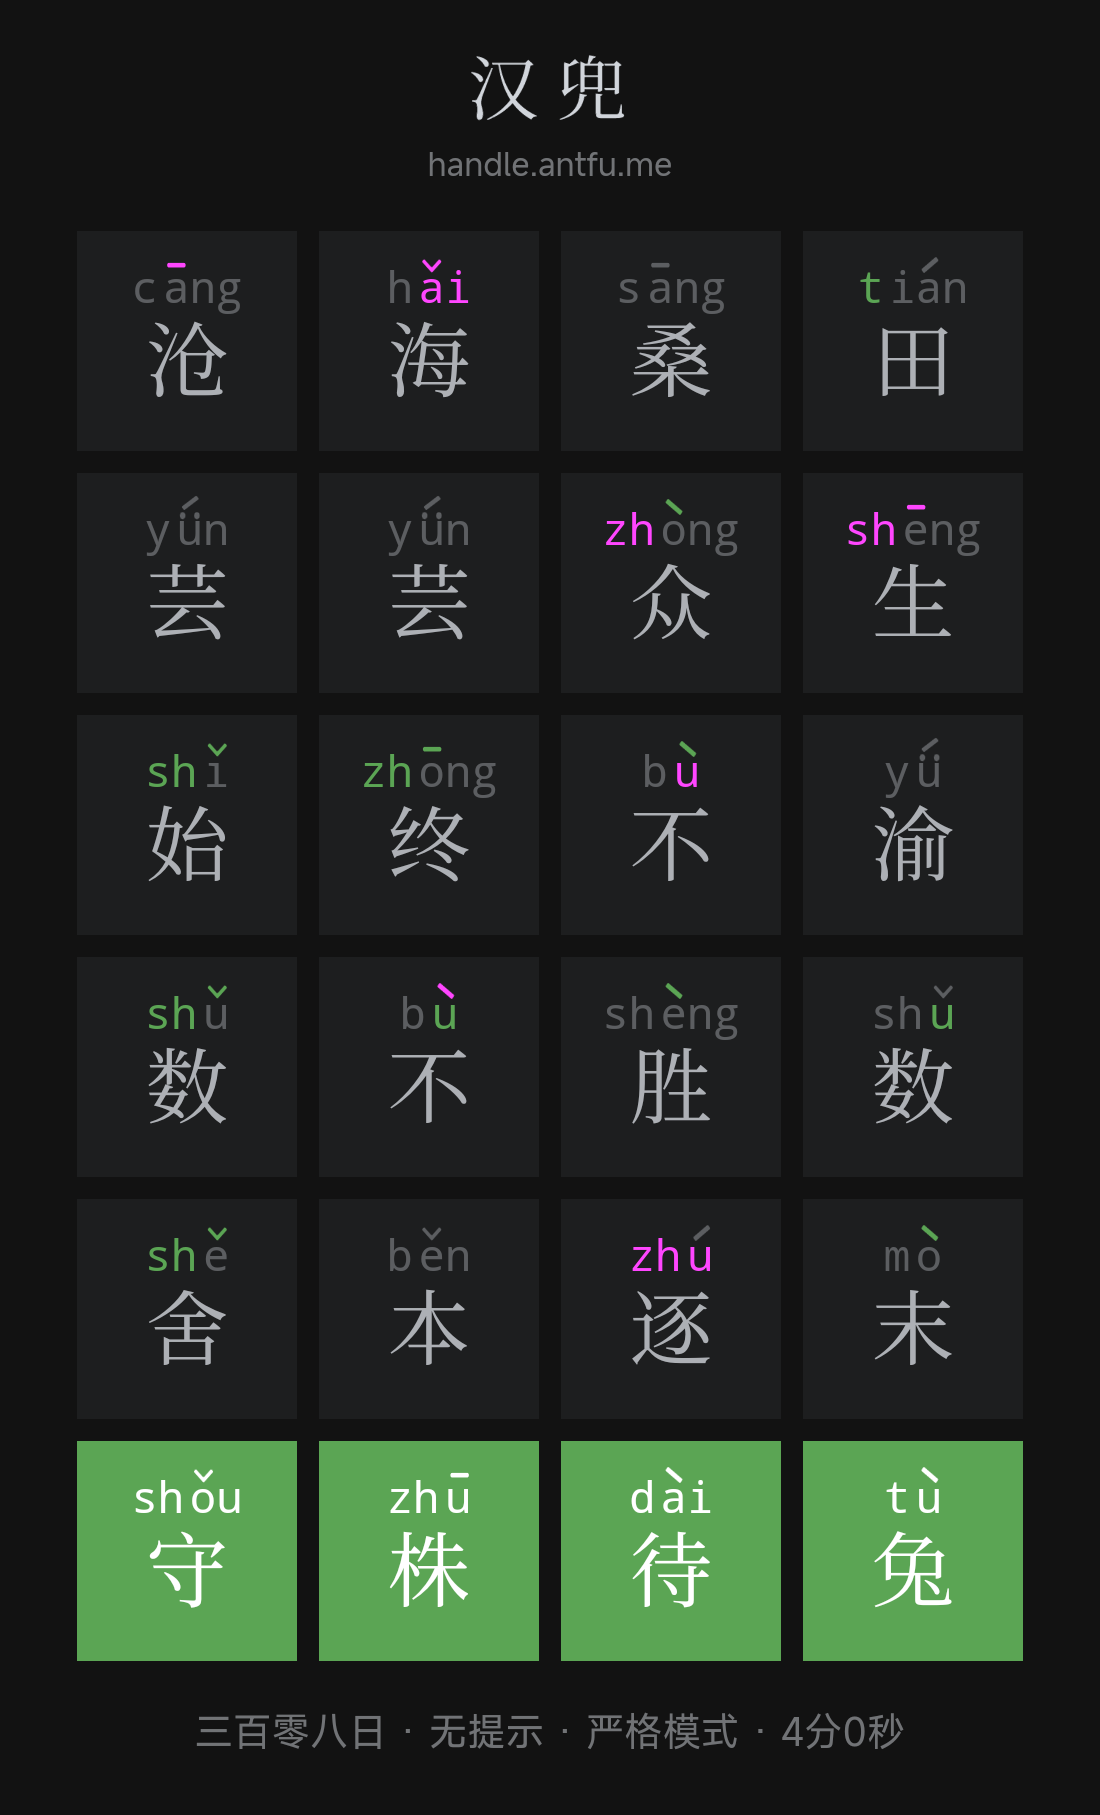 汉兜
handle.antfu.me
cāng hǎi sāng tián
沧 海 桑 田
yǘn yǘn zhòng shēng
芸 芸 众 生
shǐ zhōng bù yǘ
始 终 不 渝
shǔ bù shèng shǔ
数 不 胜 数
shě běn zhú mò
舍 本 逐 末
shǒu zhū dài tù
守 株 待 兔
三百零八日 · 无提示 · 严格模式 · 4分0秒